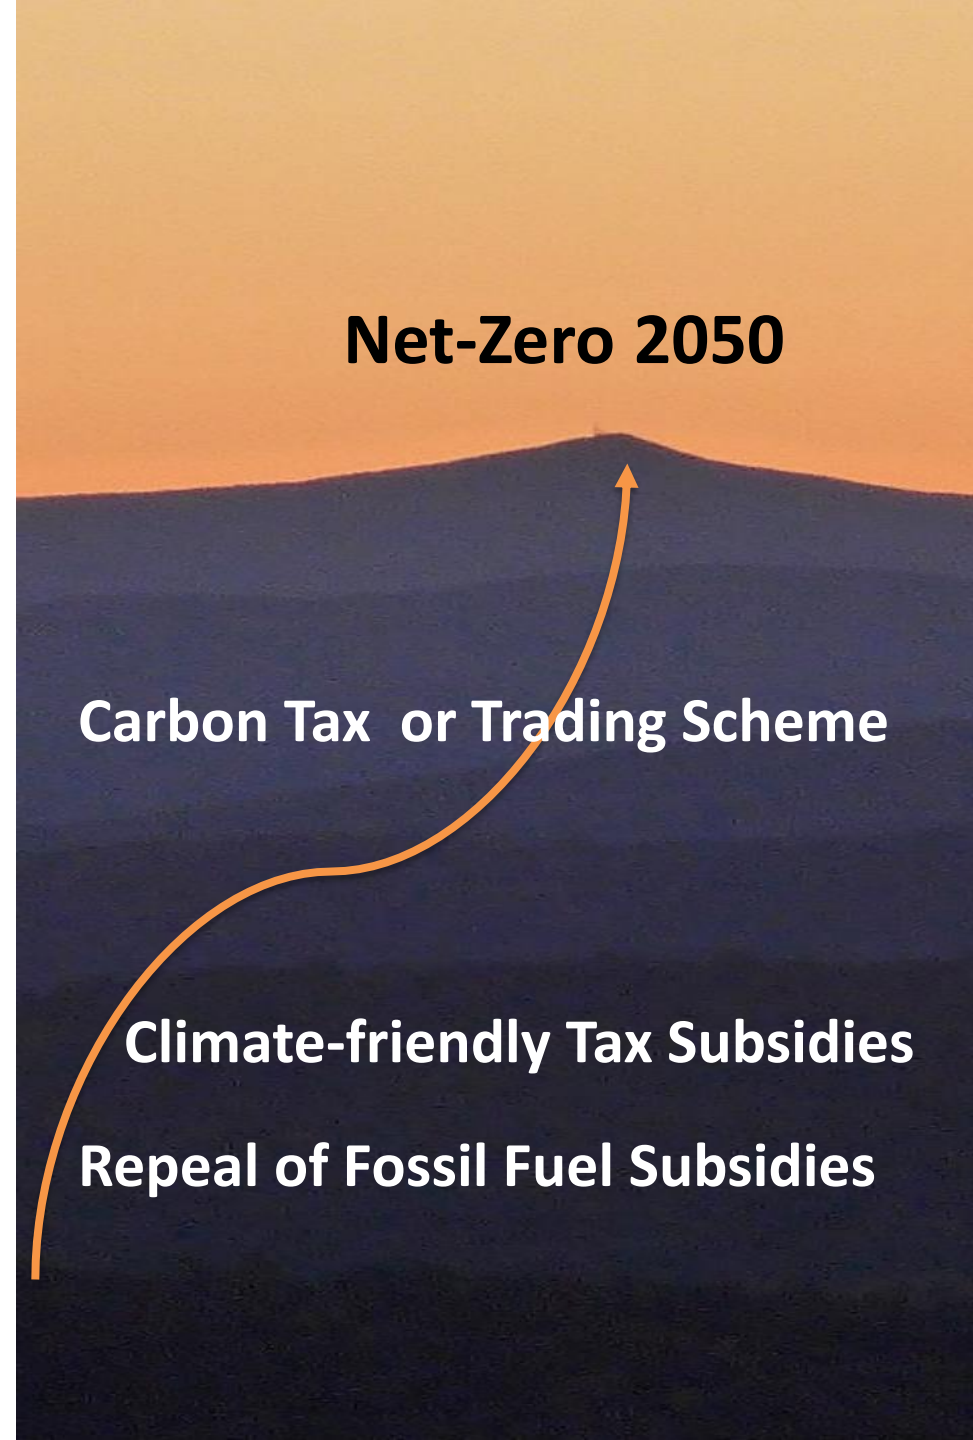 Net-Zero 2050
Carbon Tax  or Trading Scheme
Climate-friendly Tax Subsidies
Repeal of Fossil Fuel Subsidies